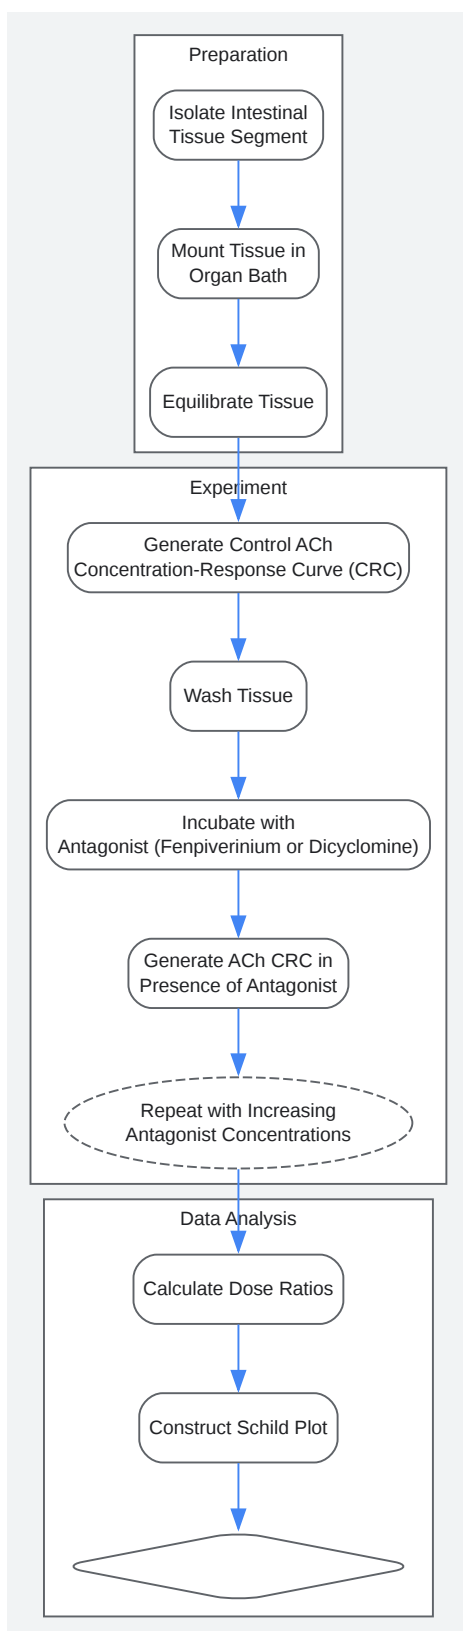 Preparation
Isolate Intestinal
Tissue Segment
Mount Tissue in
Organ Bath
Equilibrate Tissue
Experiment
Generate Control ACh
Concentration-Response Curve (CRC)
Wash Tissue
Incubate with
Antagonist (Fenpiverinium or Dicyclomine)
Generate ACh CRC in
Presence of Antagonist
Repeat with Increasing
Antagonist Concentrations
Data Analysis
Calculate Dose Ratios
Construct Schild Plot